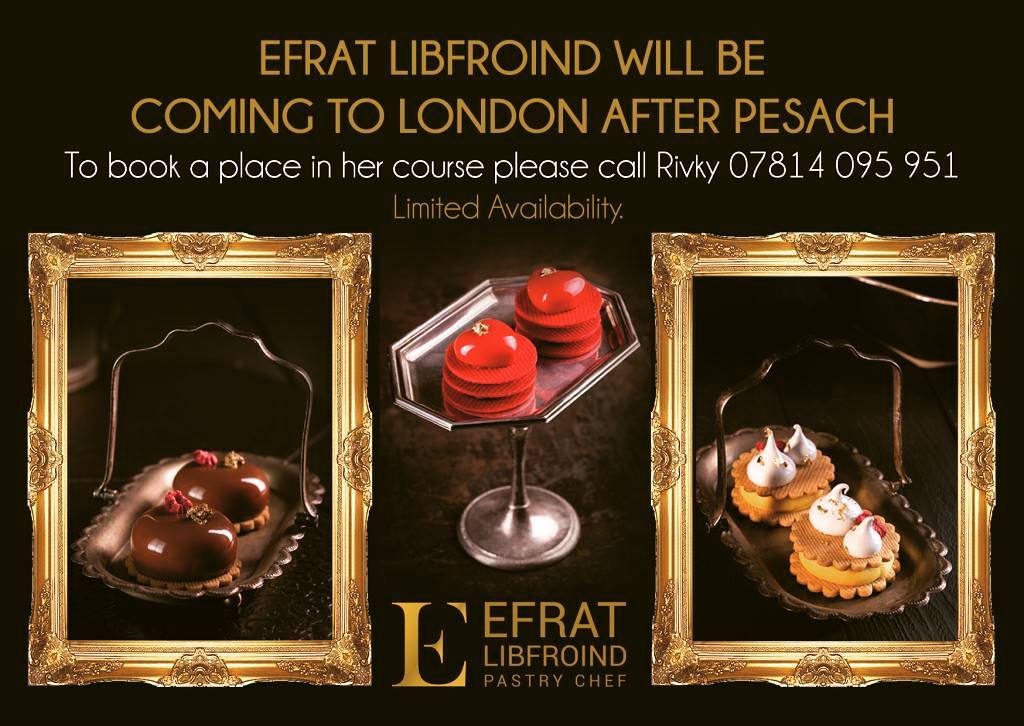 EFRAT LIBFROIND WILL BE
COMING TO LONDON AFTER PESACH
To book a place in her course please call Rivky 07814 095 951
Limited Availability.
E EFRAT
LIBFROIND
PASTRY CHEF